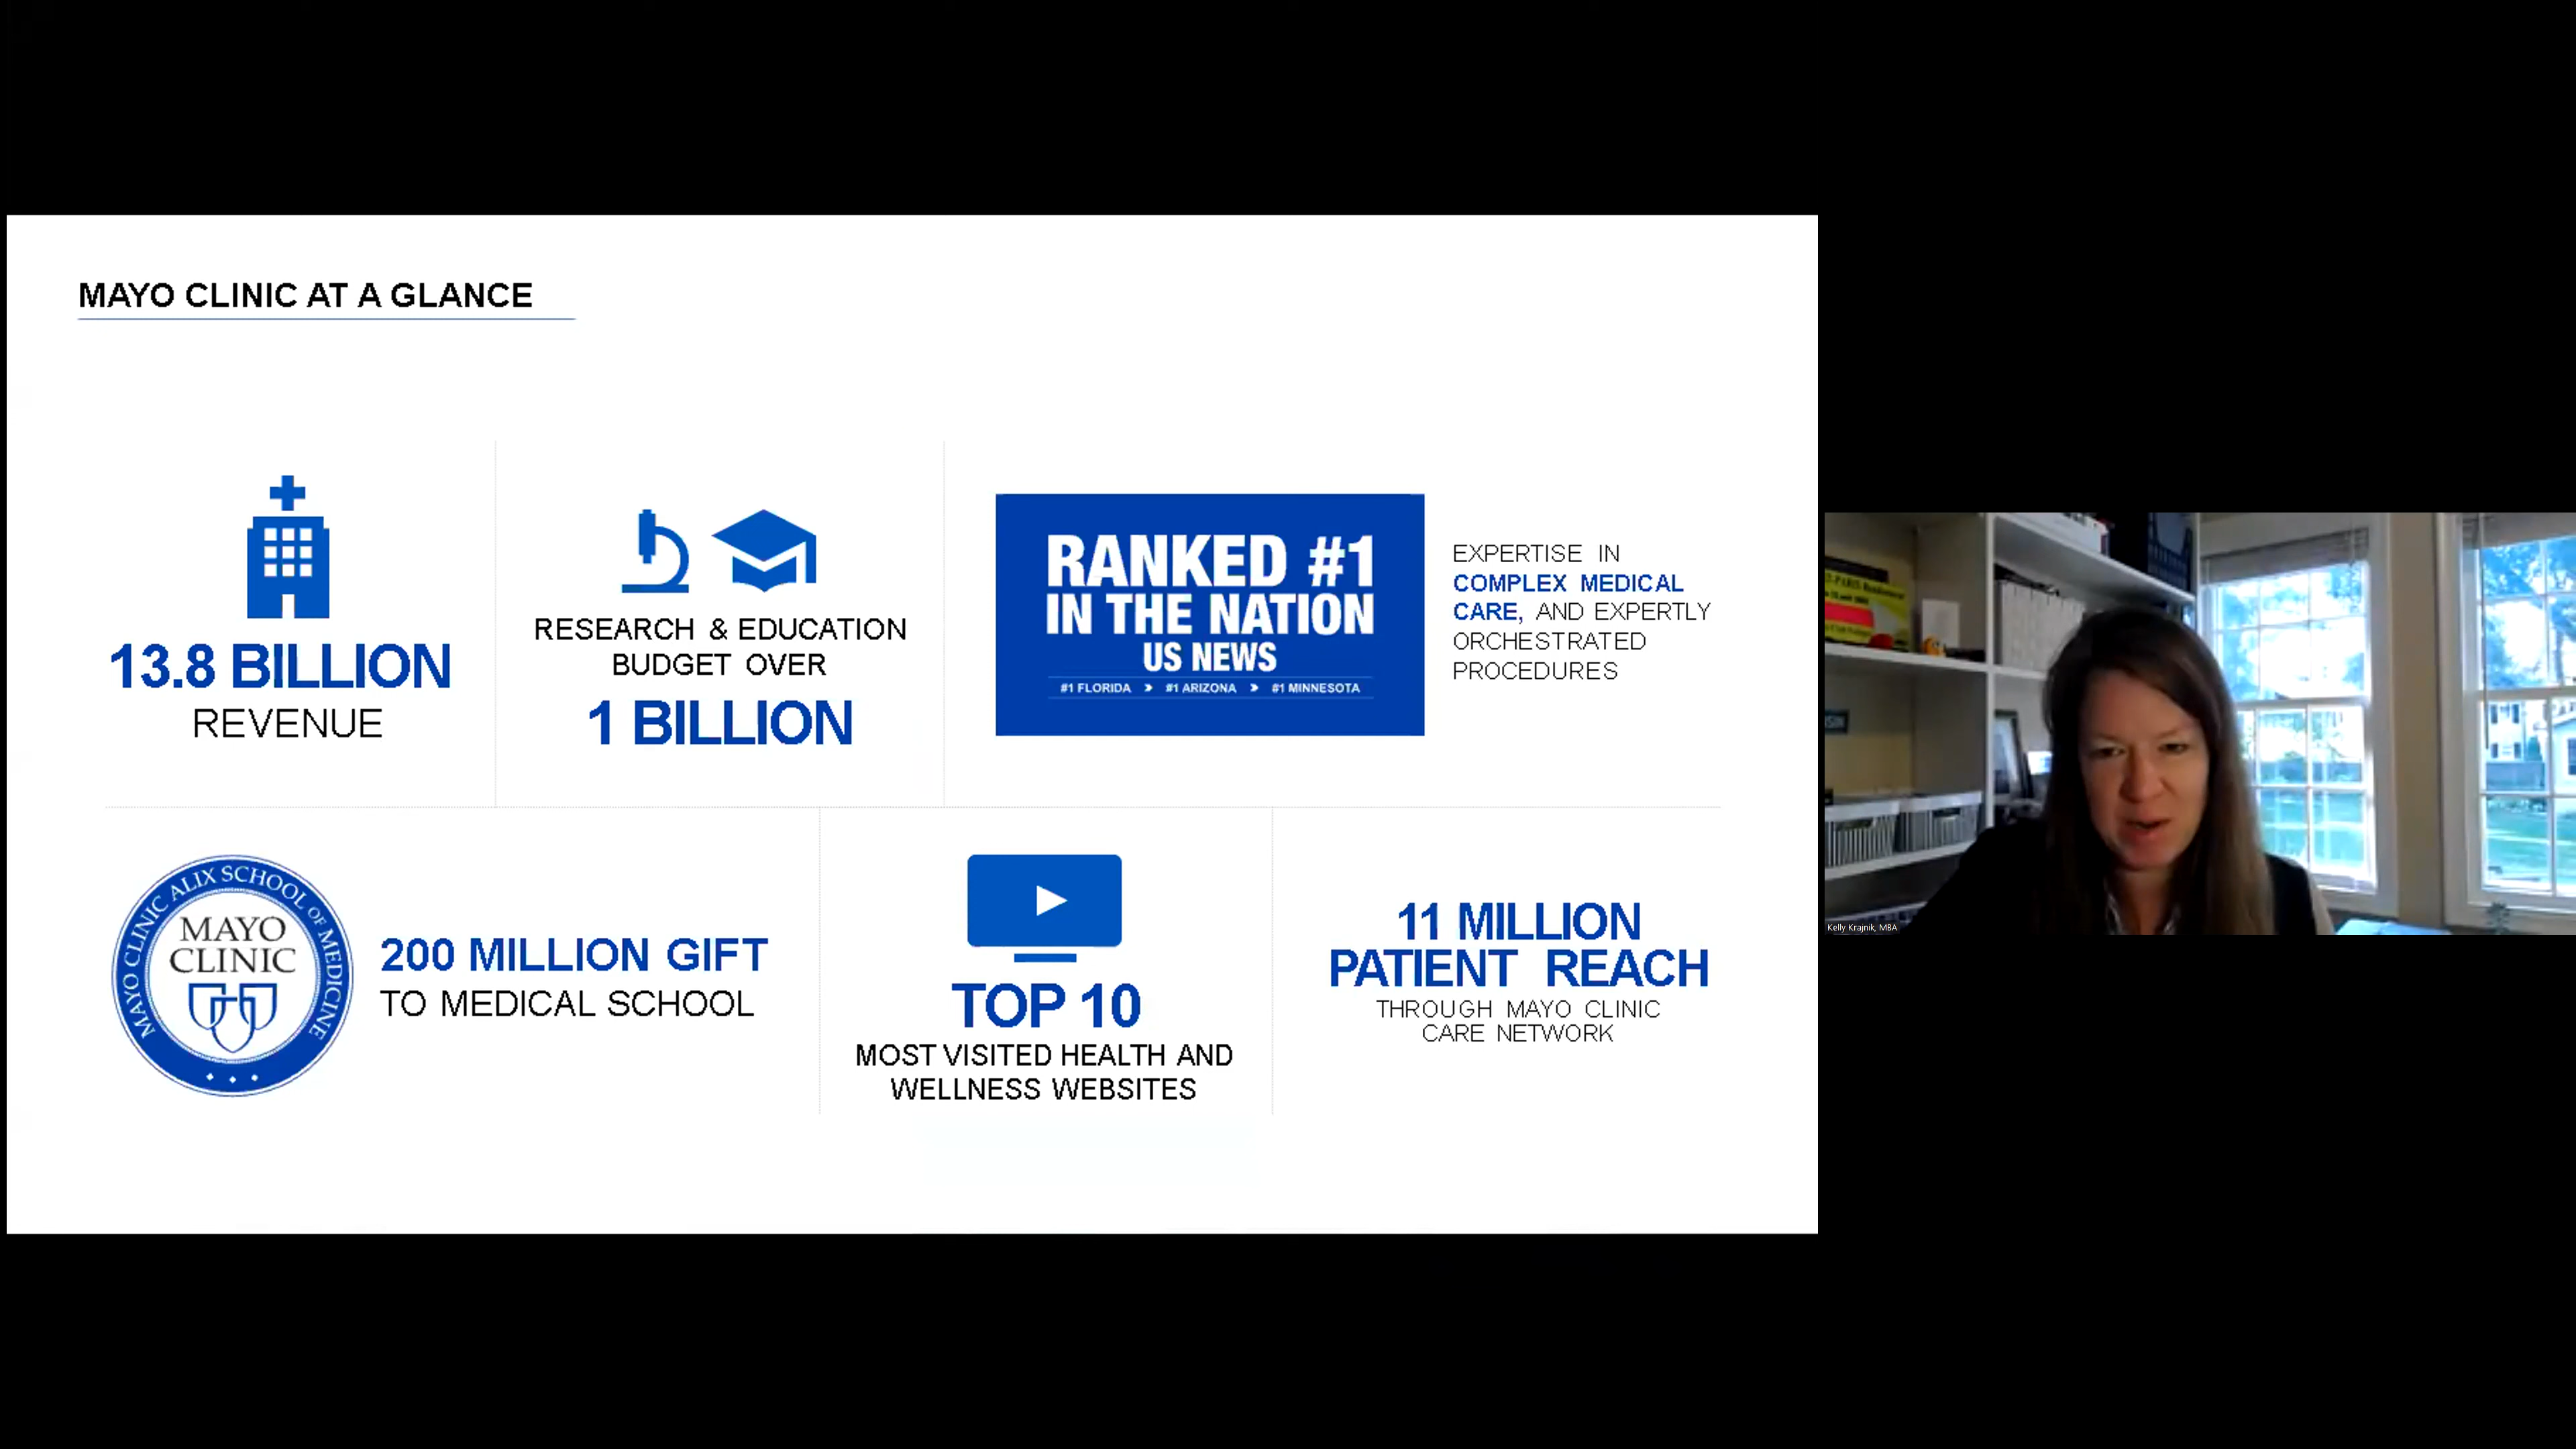 MAYO CLINIC AT A GLANCE
13.8 BILLION
REVENUE
RESEARCH & EDUCATION
BUDGET OVER
1 BILLION
RANKED #1
IN THE NATION
US NEWS
#1 FLORIDA > #1 ARIZONA > #1 MINNESOTA
EXPERTISE IN
COMPLEX MEDICAL
CARE, AND EXPERTLY
ORCHESTRATED
PROCEDURES
MAYO CLINIC ALIX SCHOOL OF MEDICINE
MAYO
CLINIC
200 MILLION GIFT
TO MEDICAL SCHOOL
TOP 10
MOST VISITED HEALTH AND
WELLNESS WEBSITES
11 MILLION
PATIENT REACH
THROUGH MAYO CLINIC
CARE NETWORK
Kelly Krajnik, MBA